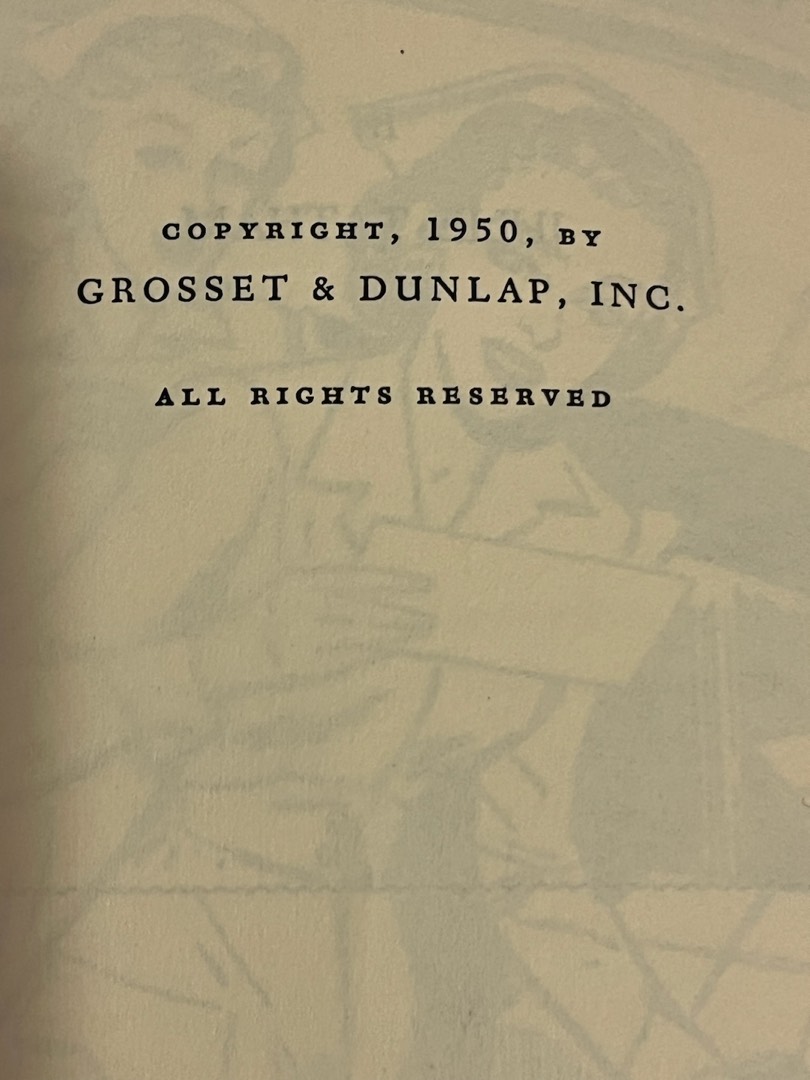 COPYRIGHT, 1950, BY
GROSSET & DUNLAP, INC.
ALL RIGHTS RESERVED